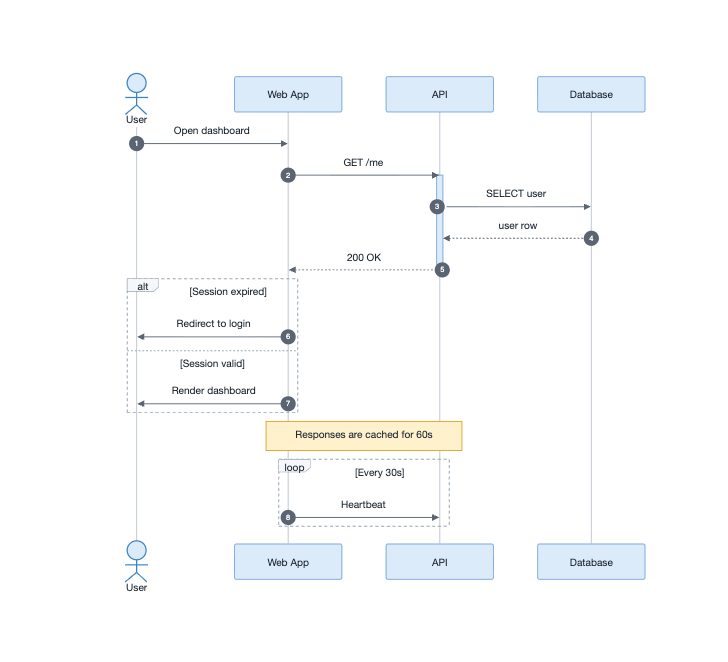 User
Web App
API
Database
Open dashboard
1
GET /me
2
SELECT user
3
user row
4
200 OK
5
alt
[Session expired]
Redirect to login
6
[Session valid]
Render dashboard
7
Responses are cached for 60s
loop
[Every 30s]
Heartbeat
8
User
Web App
API
Database